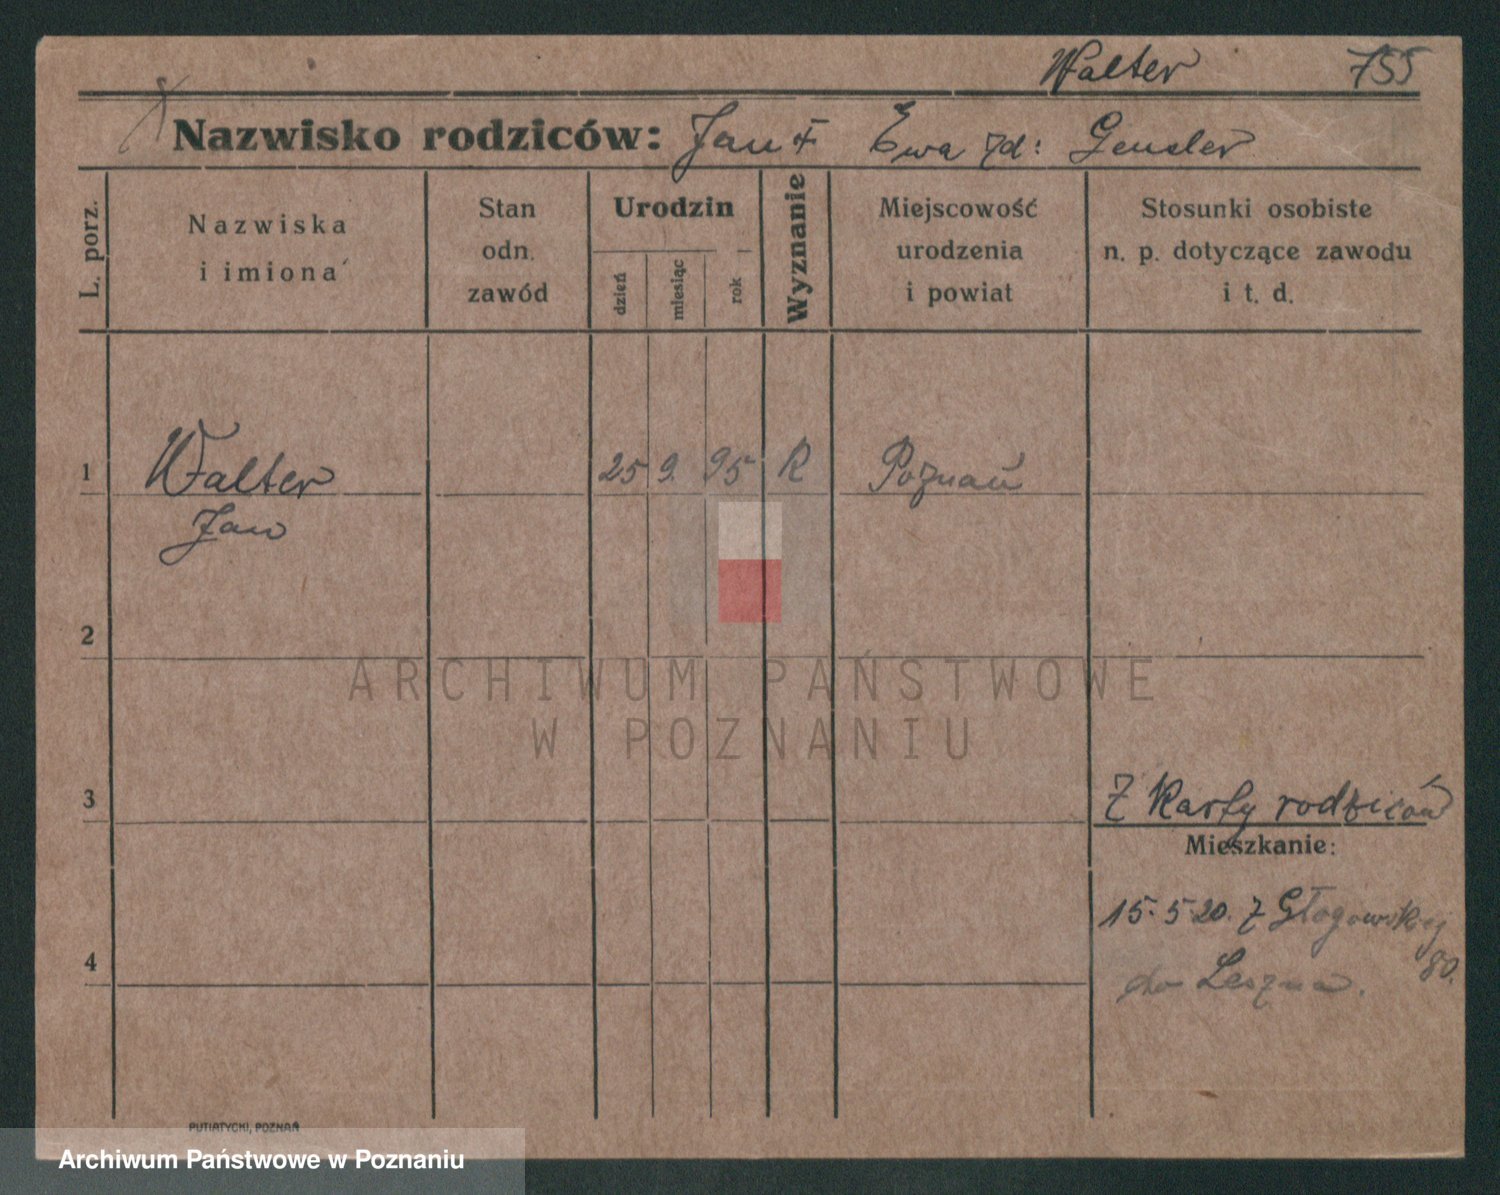 Walter 755
Nazwisko rodziców: Jan + Ewa zd: Gensler
L. porz.
Nazwiska
i imiona
Stan
odn.
zawód
Urodzin
dzień
miesiąc
rok
Wyznanie
Miejscowość
urodzenia
i powiat
Stosunki osobiste
n. p. dotyczące zawodu
i t. d.
1 Walter 25 9. 95 R Poznań
Jan
2
3
Z Karty rodziców
Mieszkanie:
15. 5 20. z Głogowskiej
80.
4
do Leszna.
PUTIATYCKI, POZNAŃ
ARCHIWUM PAŃSTWOWE
W POZNANIU
Archiwum Państwowe w Poznaniu